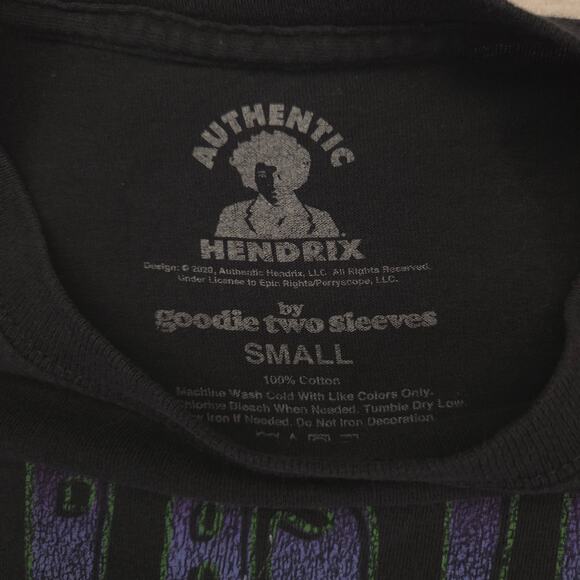 AUTHENTIC
HENDRIX
Design: © 2020, Authentic Hendrix, LLC. All Rights Reserved.
Under License to Epic Rights/Perryscope, LLC.
by
goodie two sleeves
SMALL
100% Cotton
Machine Wash Cold With Like Colors Only.
Chlorine Bleach When Needed. Tumble Dry Low.
Iron If Needed. Do Not Iron Decoration.